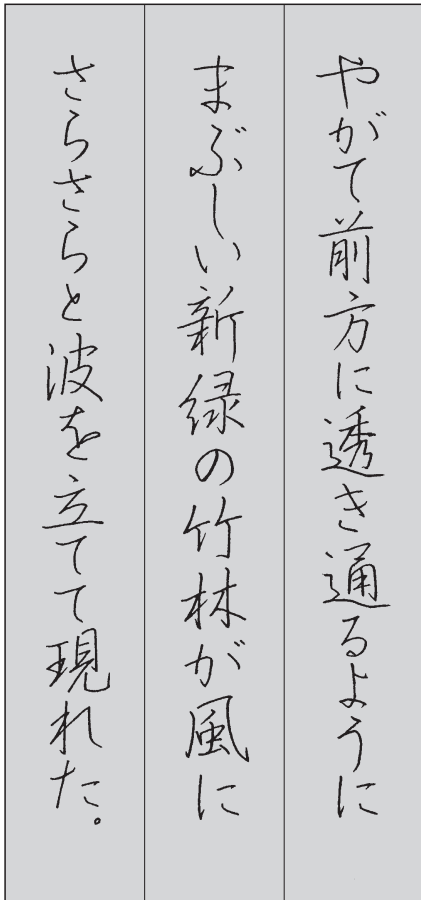 やがて前方に透き通るように
まぶしい新緑の竹林が風に
さらさらと波を立てて現れた。